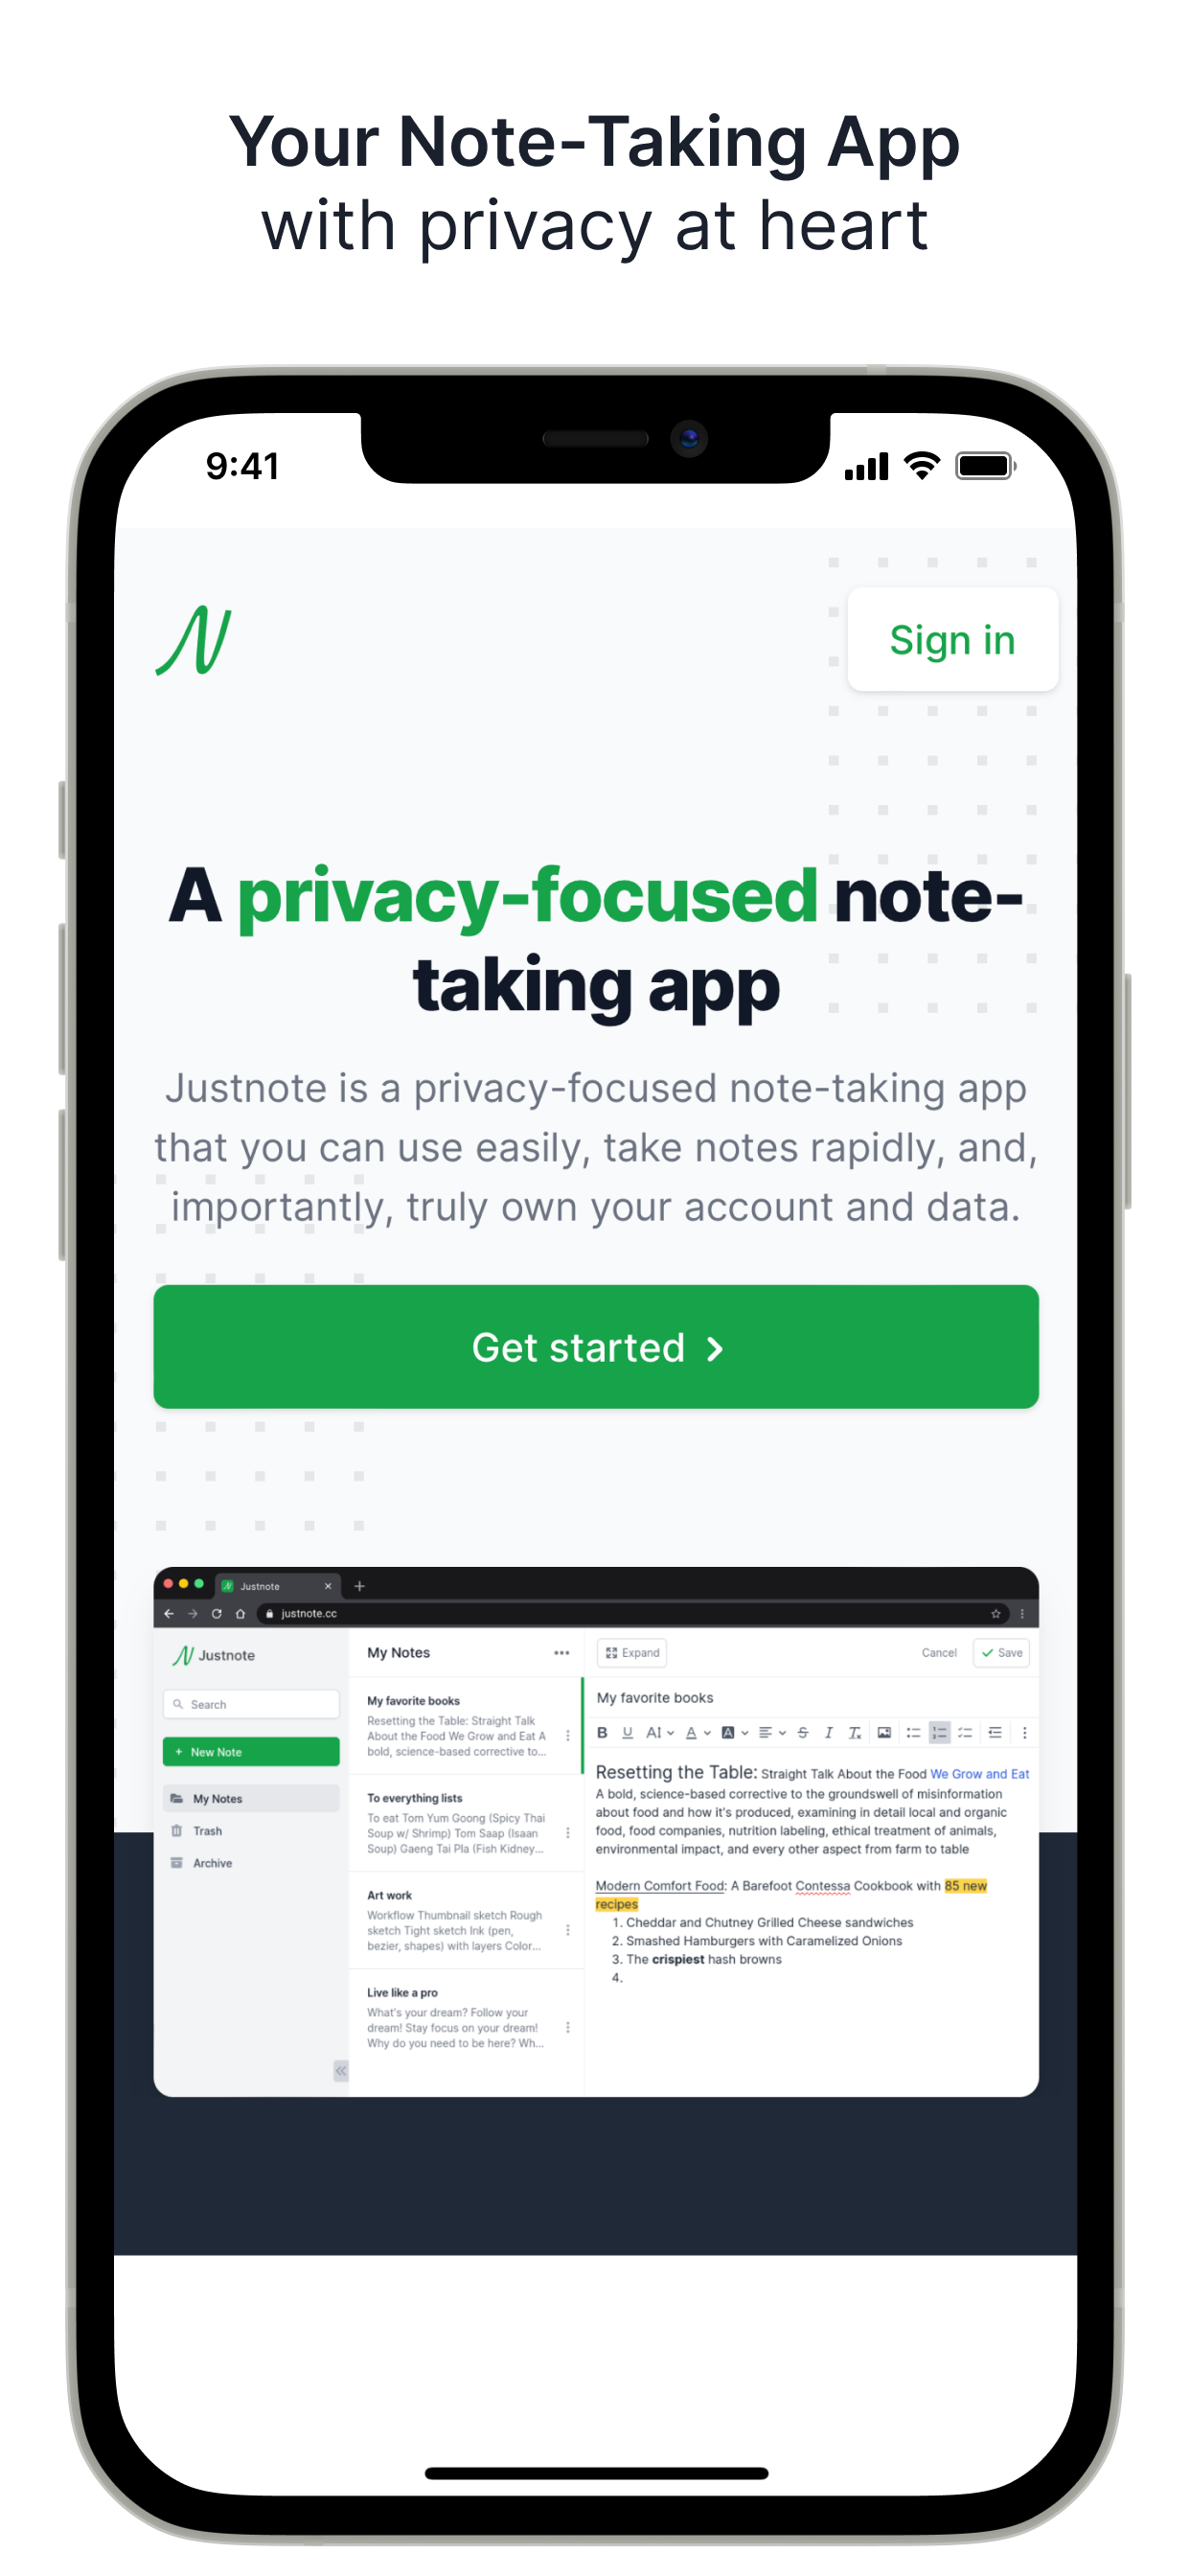 Your Note-Taking App
with privacy at heart
9:41
Sign in
A privacy-focused note-
taking app
Justnote is a privacy-focused note-taking app
that you can use easily, take notes rapidly, and,
importantly, truly own your account and data.
Get started
Justnote
justnote.cc
Justnote
Search
+ New Note
My Notes
Trash
Archive
My Notes
My favorite books
Resetting the Table: Straight Talk
About the Food We Grow and Eat A
bold, science-based corrective to...
To everything lists
To eat Tom Yum Goong (Spicy Thai
Soup w/ Shrimp) Tom Saap (Isaan
Soup) Gaeng Tai Pla (Fish Kidney...
Art work
Workflow Thumbnail sketch Rough
sketch Tight sketch Ink (pen,
bezier, shapes) with layers Color...
Live like a pro
What's your dream? Follow your
dream! Stay focus on your dream!
Why do you need to be here? Wh...
Expand
Cancel
Save
My favorite books
B U A A A S I T
Resetting the Table: Straight Talk About the Food We Grow and Eat
A bold, science-based corrective to the groundswell of misinformation
about food and how it's produced, examining in detail local and organic
food, food companies, nutrition labeling, ethical treatment of animals,
environmental impact, and every other aspect from farm to table
Modern Comfort Food: A Barefoot Contessa Cookbook with 85 new
recipes
1. Cheddar and Chutney Grilled Cheese sandwiches
2. Smashed Hamburgers with Caramelized Onions
3. The crispiest hash browns
4.